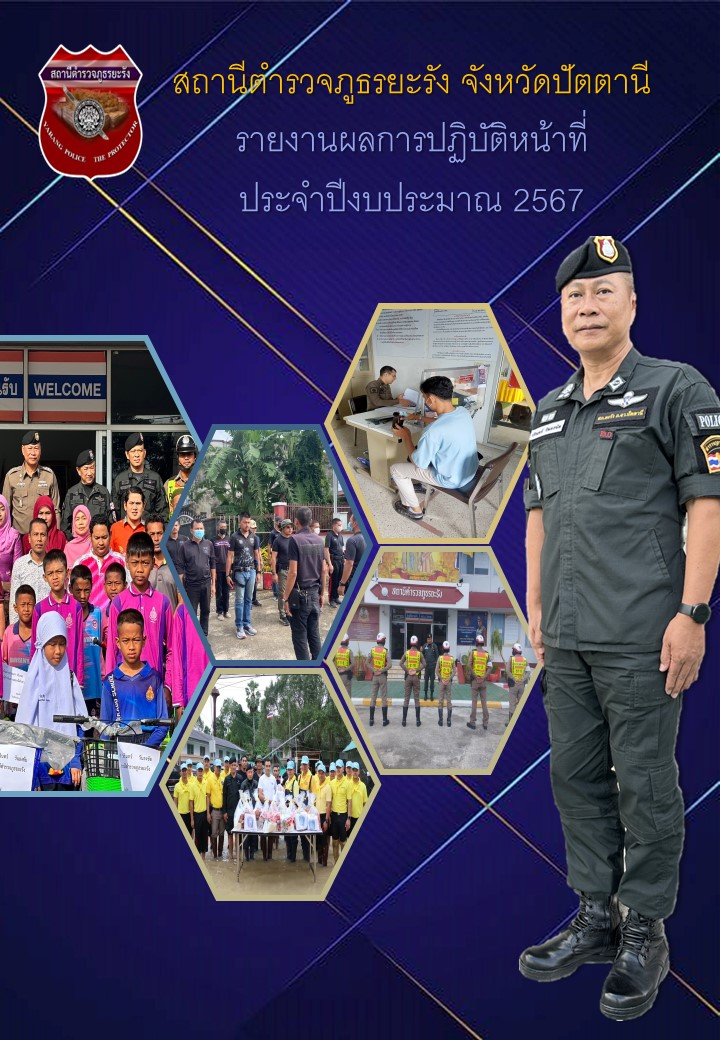 สถานีตำรวจภูธรยะรัง จังหวัดปัตตานี
รายงานผลการปฏิบัติหน้าที่
ประจำปีงบประมาณ 2567
สถานีตำรวจภูธรยะรัง
YARANG POLICE THE PROTECTOR
WELCOME
สถานีตำรวจภูธรยะรัง
POLIC